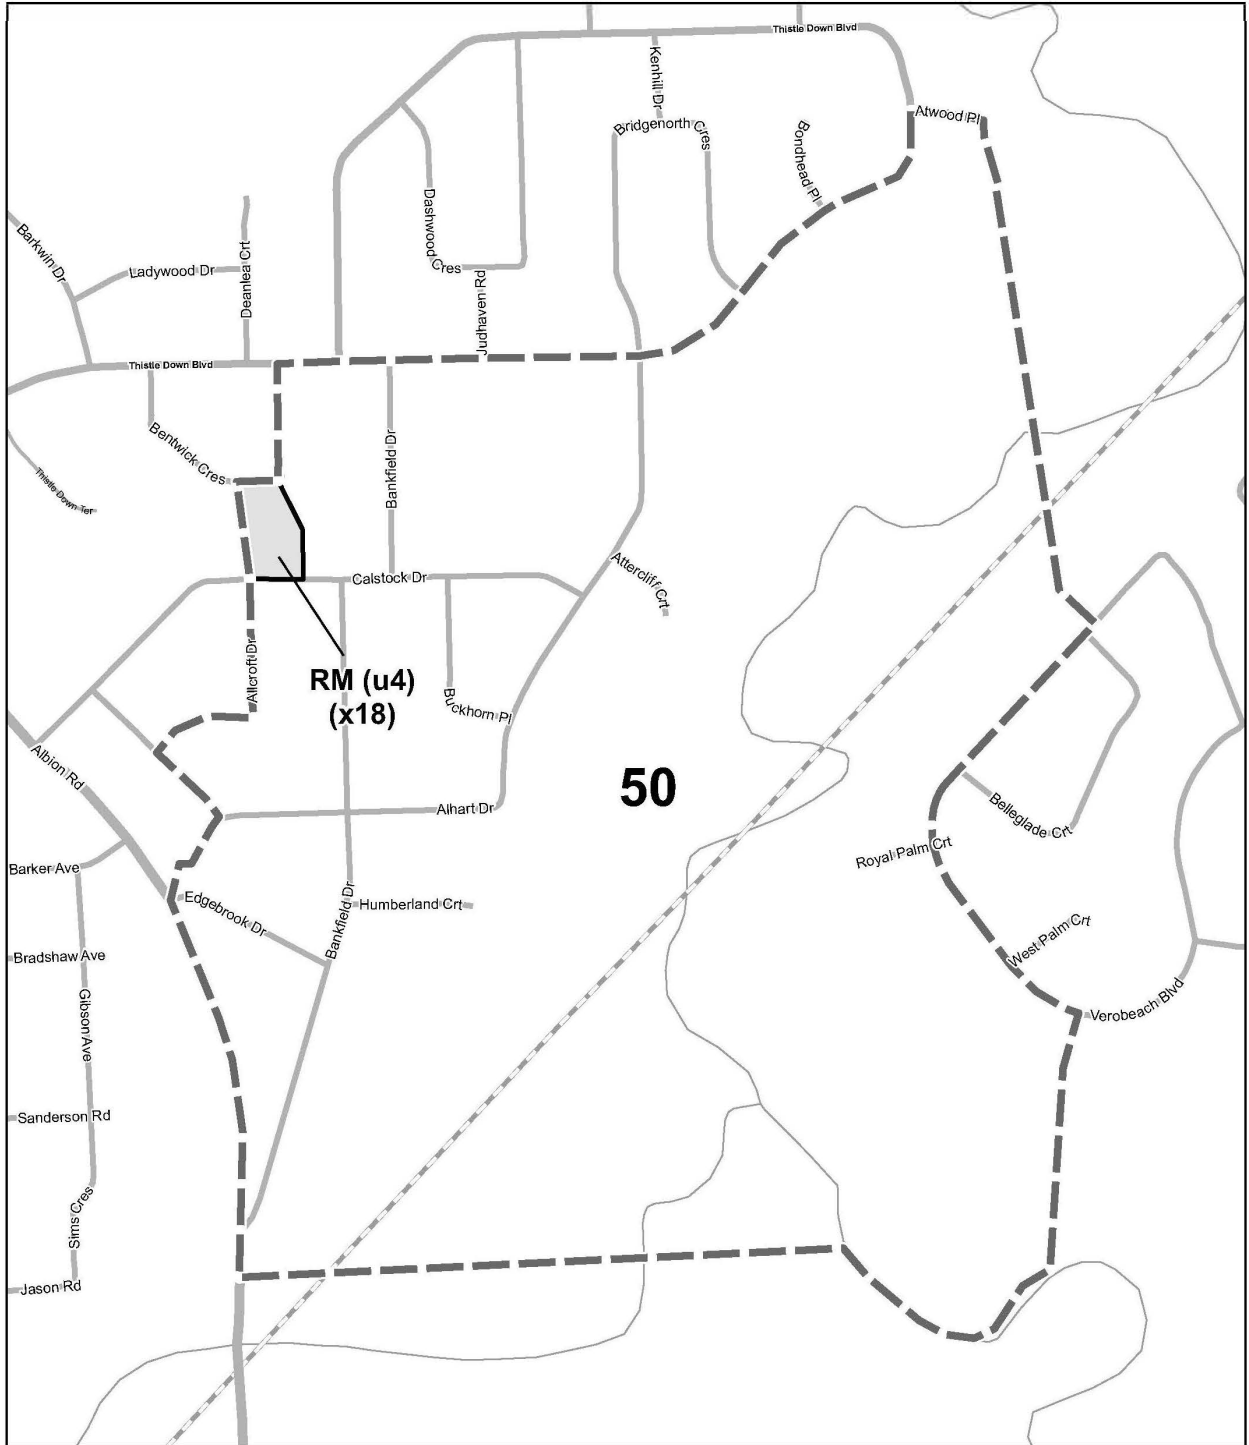 Thistle Down Blvd
Kenhill Dr
Atwood Pl
Bridgenorth Cres
Bondhead Pl
Dashwood Cres
Barkwin Dr
Ladywood Dr
Deanlea Crt
Judhaven Rd
Thistle Down Blvd
Bentwick Cres
Bankfield Dr
Thistle Down Ter
Calstock Dr
Attercliff Crt
Allcroft Dr
RM (u4)
(x18)
Buckhorn Pl
Albion Rd
50
Alhart Dr
Belleglade Crt
Royal Palm Crt
Barker Ave
Edgebrook Dr
Bankfield Dr
Humberland Crt
West Palm Crt
Bradshaw Ave
Gibson Ave
Verobeach Blvd
Sanderson Rd
Sims Cres
Jason Rd